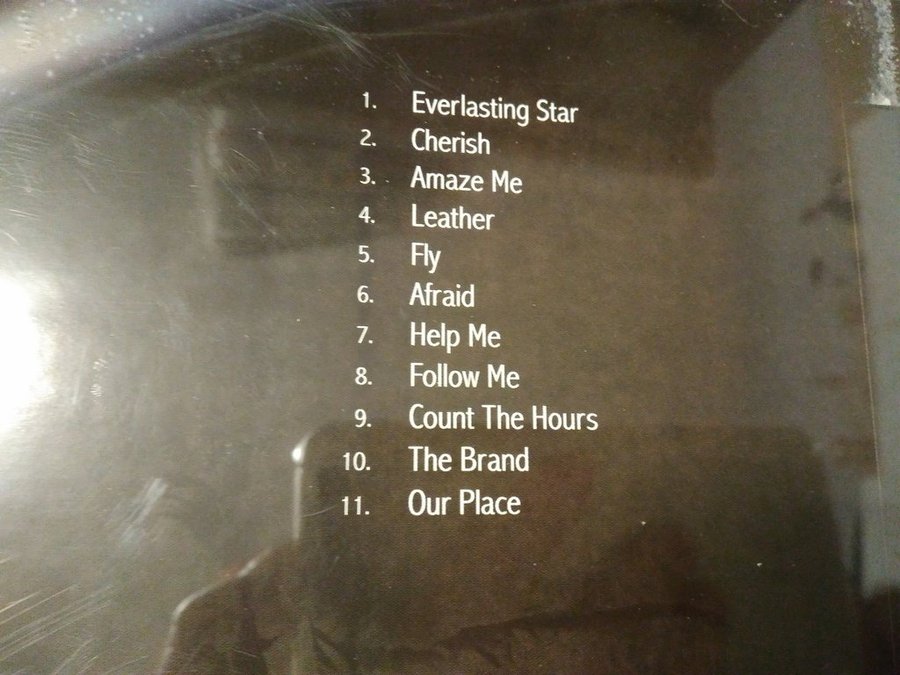 1. Everlasting Star
2. Cherish
3. Amaze Me
4. Leather
5. Fly
6. Afraid
7. Help Me
8. Follow Me
9. Count The Hours
10. The Brand
11. Our Place